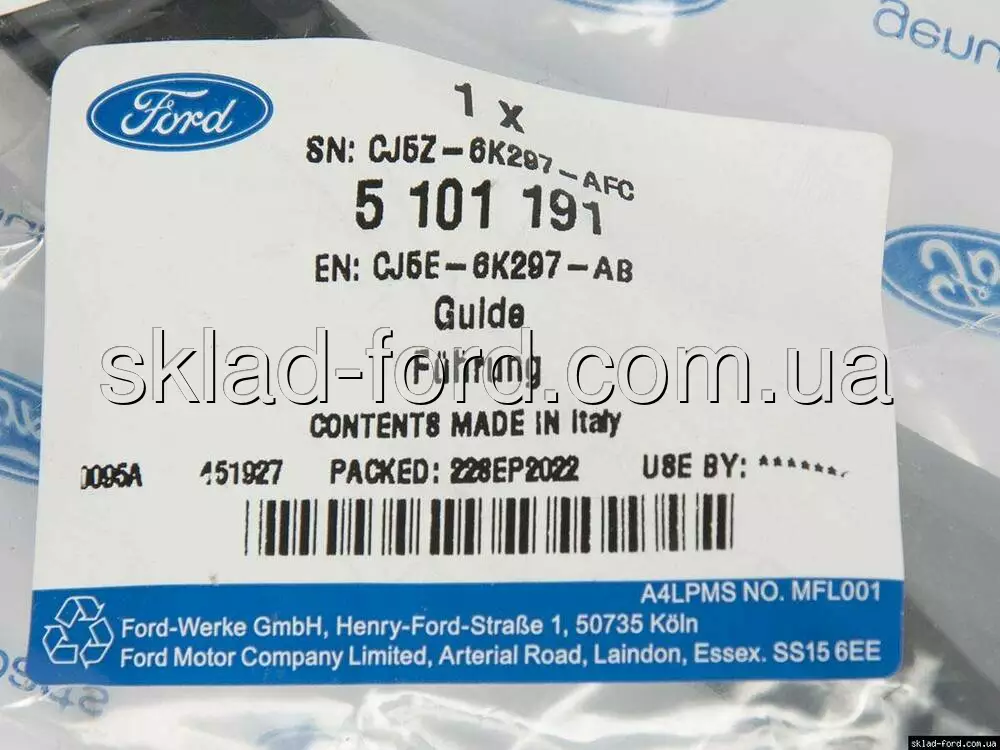 genu
Ford
1 x
SN: CJ5Z-6K297-AFC
5 101 191
EN: CJ5E-6K297-AB
Guide
sklad-ford.com.ua
Führung
CONTENTS MADE IN Italy
0095A 451927 PACKED: 22SEP2022 USE BY: *******
A4LPMS NO. MFL001
Ford-Werke GmbH, Henry-Ford-Straße 1, 50735 Köln
Ford Motor Company Limited, Arterial Road, Laindon, Essex. SS15 6EE
sklad-ford.com.ua